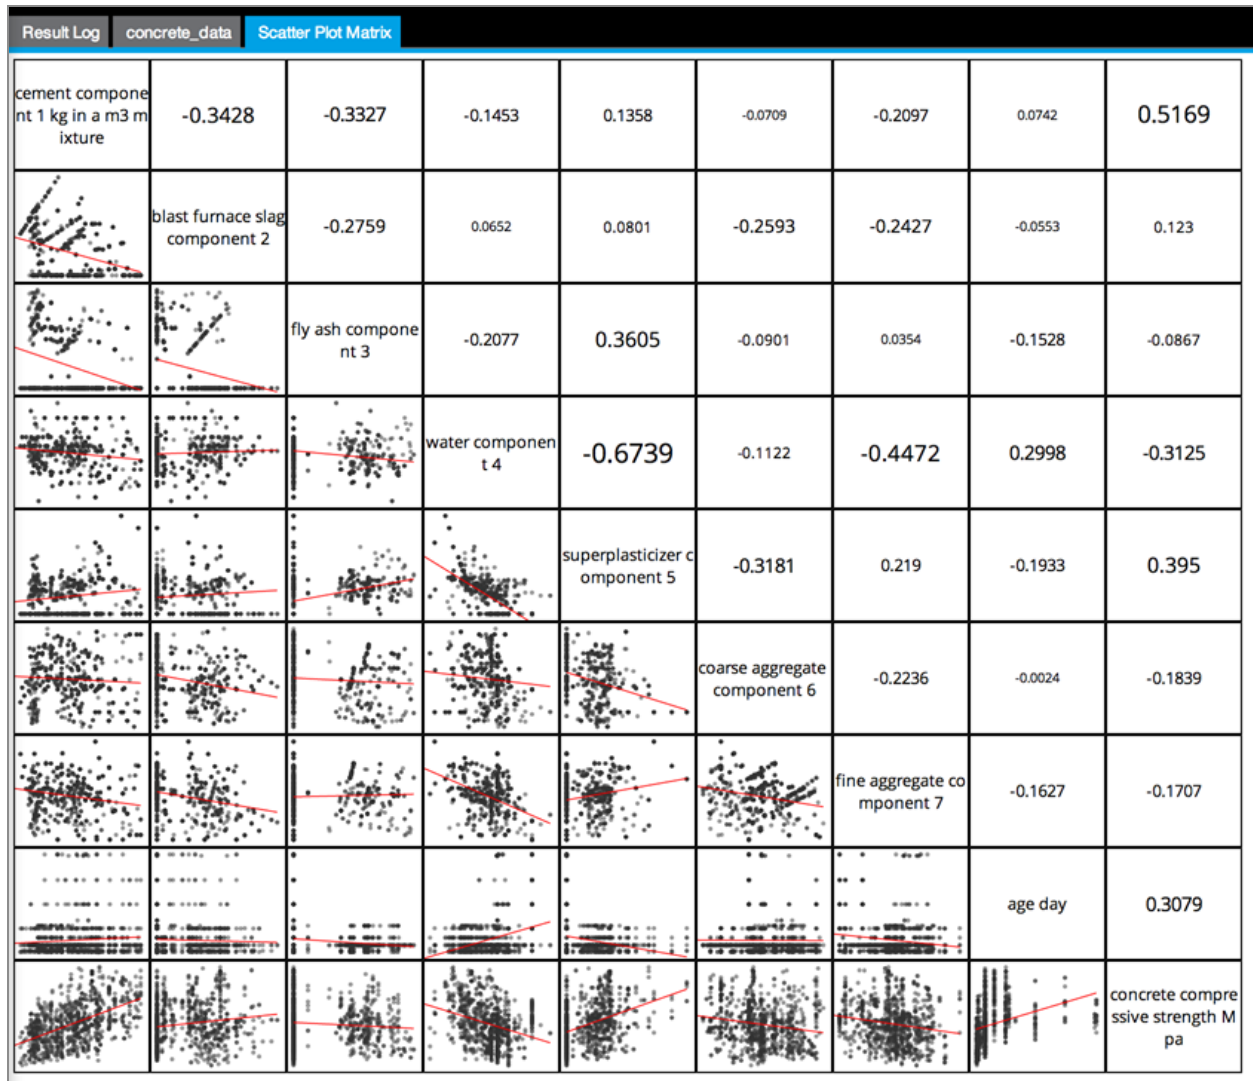 Result Log concrete_data Scatter Plot Matrix
cement compone
nt 1 kg in a m3 m
ixture
-0.3428 -0.3327 -0.1453 0.1358 -0.0709 -0.2097 0.0742 0.5169
blast furnace slag
component 2
-0.2759 0.0652 0.0801 -0.2593 -0.2427 -0.0553 0.123
fly ash compone
nt 3
-0.2077 0.3605 -0.0901 0.0354 -0.1528 -0.0867
water componen
t 4
-0.6739 -0.1122 -0.4472 0.2998 -0.3125
superplasticizer c
omponent 5
-0.3181 0.219 -0.1933 0.395
coarse aggregate
component 6
-0.2236 -0.0024 -0.1839
fine aggregate co
mponent 7
-0.1627 -0.1707
age day
0.3079
concrete compre
ssive strength M
pa